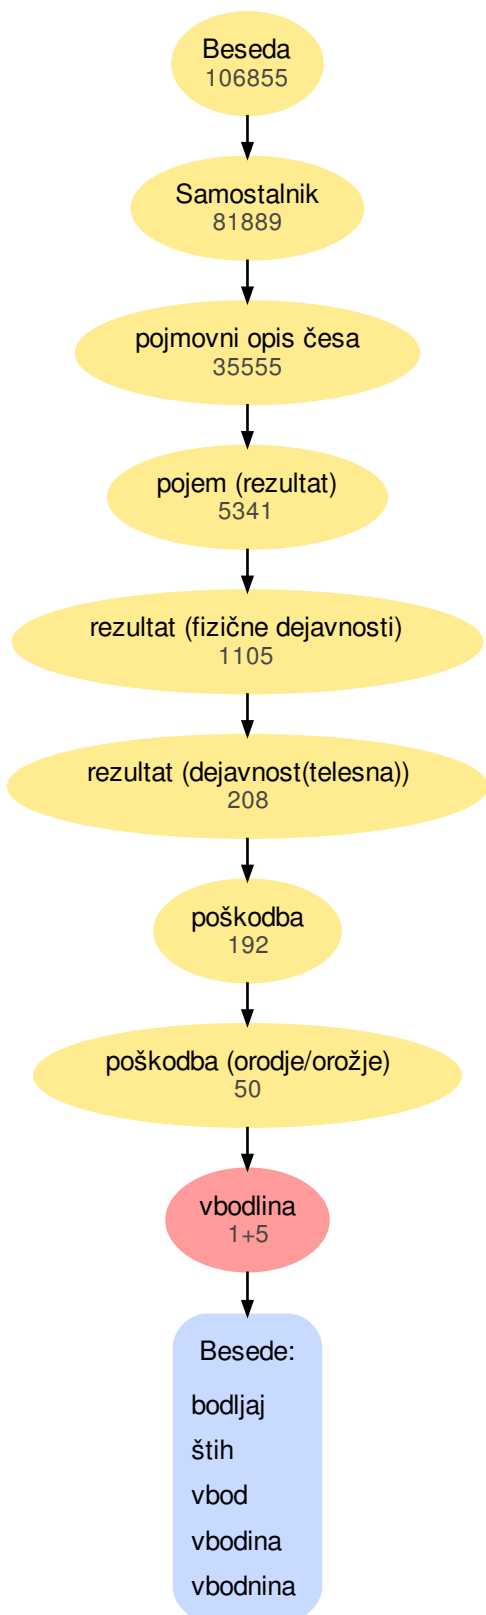 Beseda
106855
Samostalnik
81889
pojmovni opis česa
35555
pojem (rezultat)
5341
rezultat (fizične dejavnosti)
1105
rezultat (dejavnost(telesna))
208
poškodba
192
poškodba (orodje/orožje)
50
vbodlina
1+5
Besede:
bodljaj
štih
vbod
vbodina
vbodnina